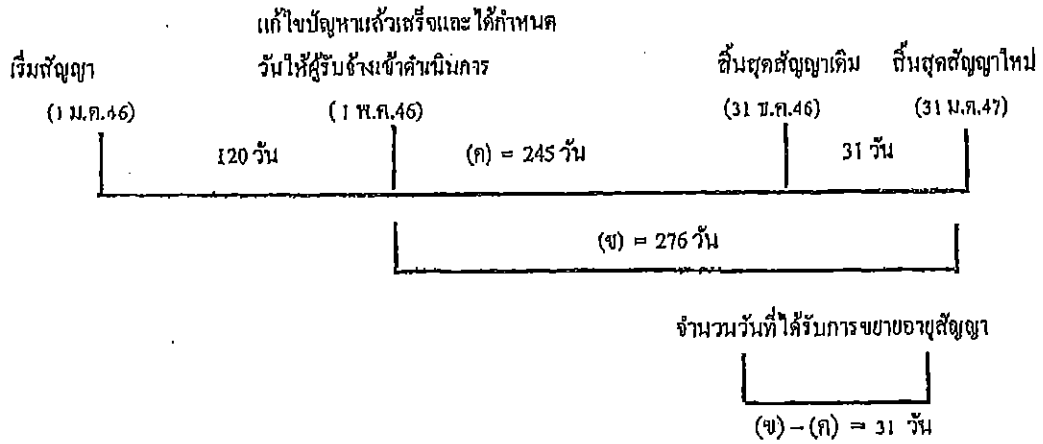 แก้ไขปัญหาแล้วเสร็จและได้กำหนด
เริ่มสัญญา วันให้ผู้รับจ้างเข้าดำเนินการ สิ้นสุดสัญญาเดิม สิ้นสุดสัญญาใหม่
(1 ม.ค.46) (1 พ.ค.46) (31 ธ.ค.46) (31 ม.ค.47)
120 วัน (ค) = 245 วัน 31 วัน
(ข) = 276 วัน
จำนวนวันที่ได้รับการขยายอายุสัญญา
(ข) – (ค) = 31 วัน